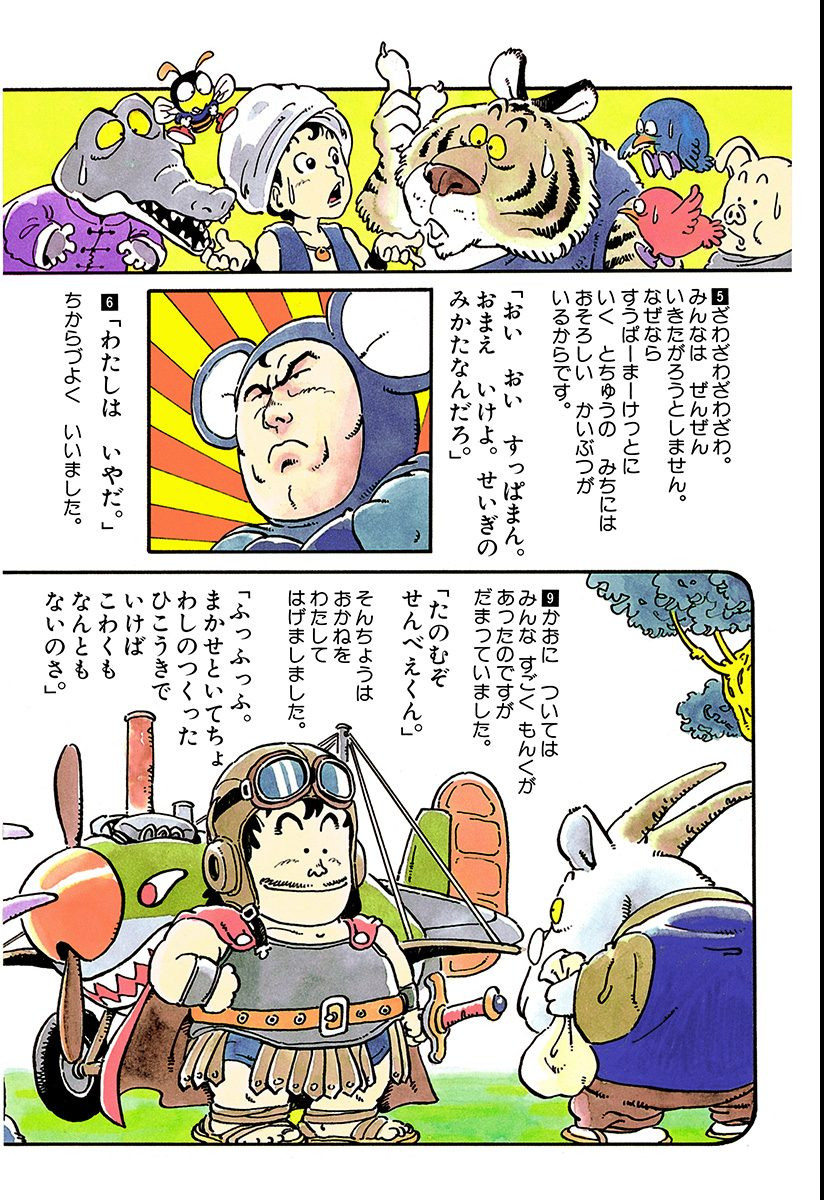 5 ざわざわざわざわ。
みんなは　ぜんぜん
いきたがろうとしません。
なぜなら
すうぱーまーけっとに
いく　とちゅうの　みちには
おそろしい　かいぶつが
いるからです。
「おい　おい　すっぱまん。
おまえ　いけよ。せいぎの
みかたなんだろ。」
6 「わたしは　いやだ。」
ちからづよく　いいました。
9 かおに　ついては
みんな　すごく　もんくが
あったのですが
だまっていました。
「たのむぞ
せんべえくん。」
そんちょうは
おかねを
わたして
はげましました。
「ふっふっふ。
まかせといてちょ
わしのつくった
ひこうきで
いけば
こわくも
なんとも
ないのさ。」